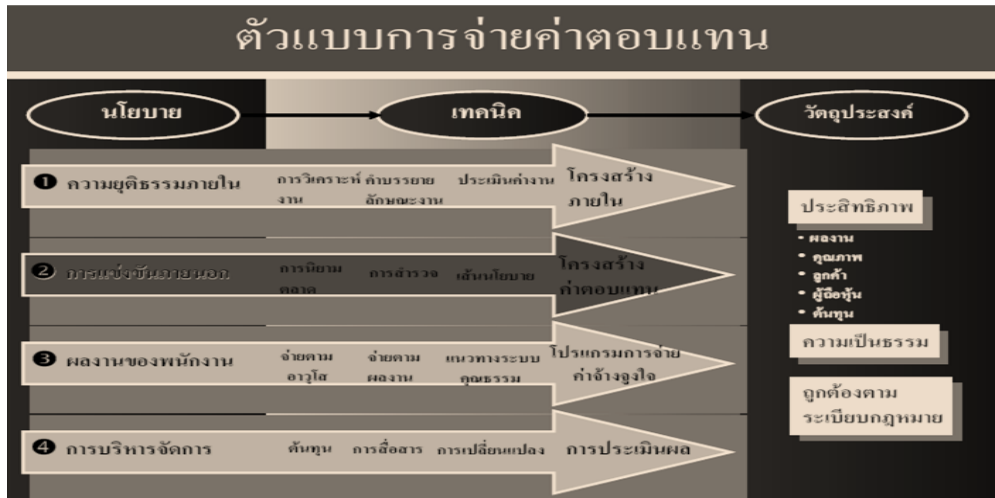 ตัวแบบการจ่ายค่าตอบแทน
นโยบาย
เทคนิค
วัตถุประสงค์
❶ ความยุติธรรมภายใน
การวิเคราะห์
งาน
คำบรรยาย
ลักษณะงาน
ประเมินค่างาน
โครงสร้าง
ภายใน
❷ การแข่งขันภายนอก
การนิยาม
ตลาด
การสำรวจ
เส้นนโยบาย
โครงสร้าง
ค่าตอบแทน
❸ ผลงานของพนักงาน
จ่ายตาม
อาวุโส
จ่ายตาม
ผลงาน
แนวทางระบบ
คุณธรรม
โปรแกรมการจ่าย
ค่าจ้างจูงใจ
❹ การบริหารจัดการ
ต้นทุน
การสื่อสาร
การเปลี่ยนแปลง
การประเมินผล
ประสิทธิภาพ
• ผลงาน
• คุณภาพ
• ลูกค้า
• ผู้ถือหุ้น
• ต้นทุน
ความเป็นธรรม
ถูกต้องตาม
ระเบียบกฎหมาย